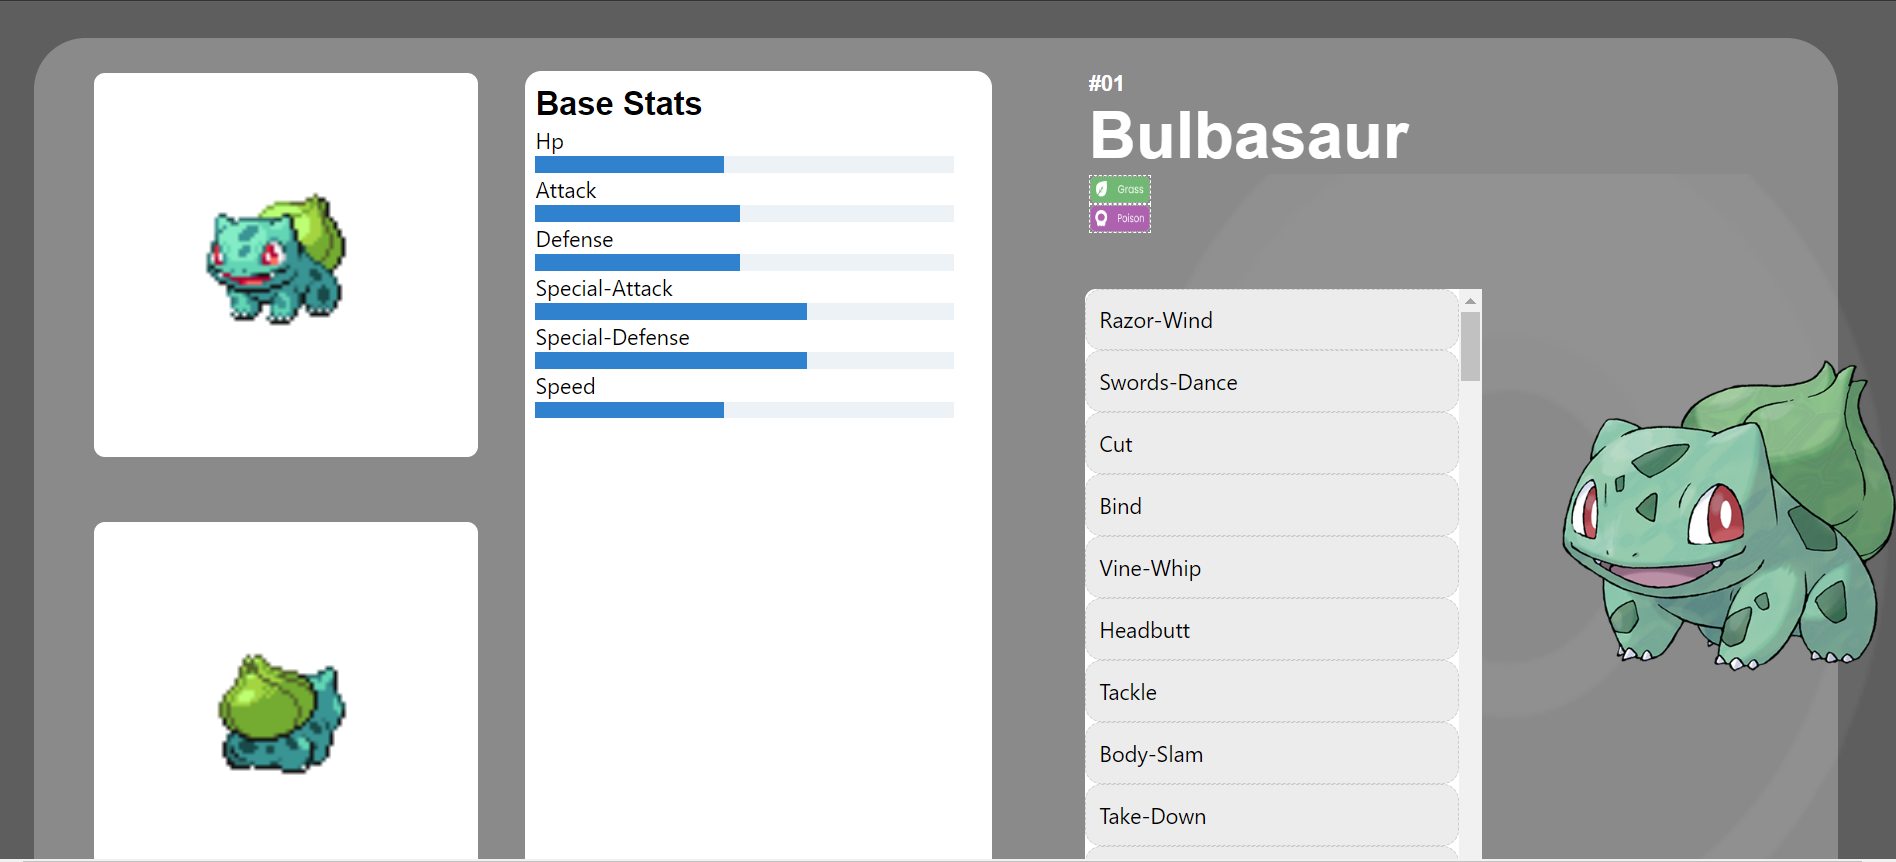 Base Stats
Hp
Attack
Defense
Special-Attack
Special-Defense
Speed
#01
Bulbasaur
Grass
Poison
Razor-Wind
Swords-Dance
Cut
Bind
Vine-Whip
Headbutt
Tackle
Body-Slam
Take-Down